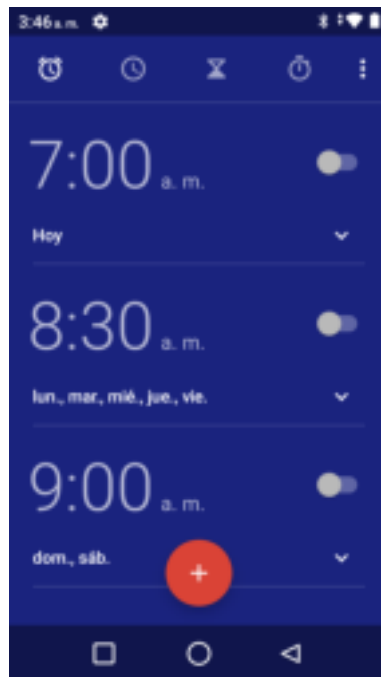 3:46 a. m.
7:00 a. m.
Hoy
8:30 a. m.
lun., mar., mié., jue., vie.
9:00 a. m.
dom., sáb.